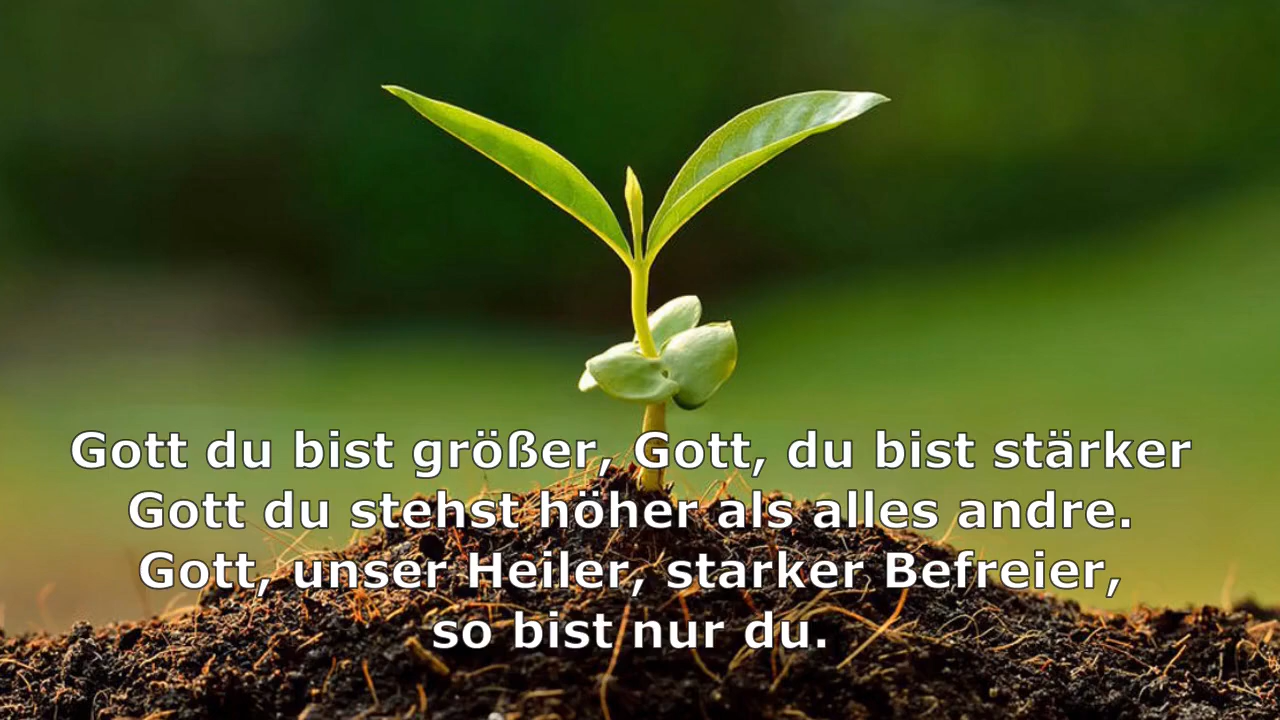 Gott du bist größer, Gott, du bist stärker
Gott du stehst höher als alles andre.
Gott, unser Heiler, starker Befreier,
so bist nur du.